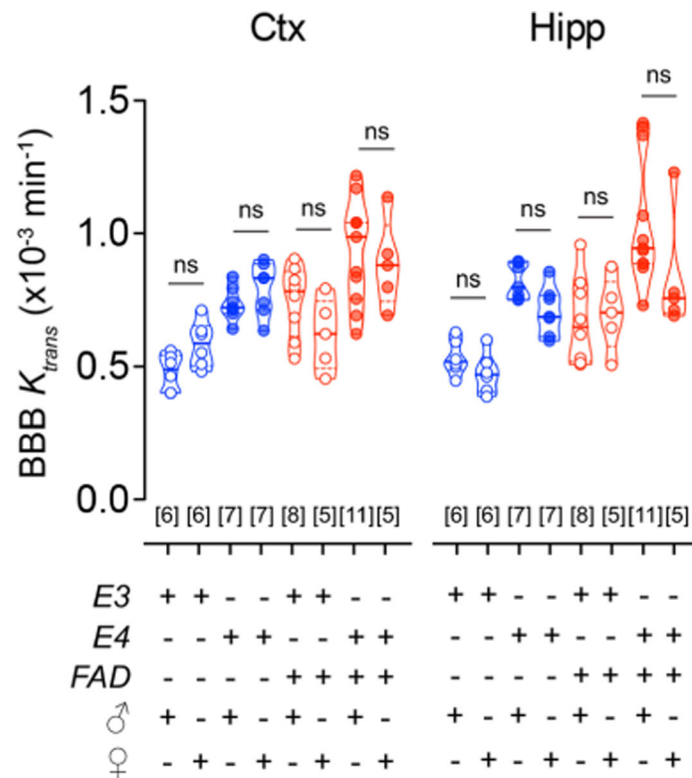 Ctx Hipp
BBB K_trans (x10⁻³ min⁻¹)
1.5
1.0
0.5
0.0
ns ns ns ns
ns ns ns ns
[6] [6] [7] [7] [8] [5] [11] [5] [6] [6] [7] [7] [8] [5] [11] [5]
E3 + + - - + + - - + + - - + + - -
E4 - - + + - - + + - - + + - - + +
FAD - - - - + + + + - - - - + + + +
♂ + - + - + - + - + - + - + - + -
♀ - + - + - + - + - + - + - + - +